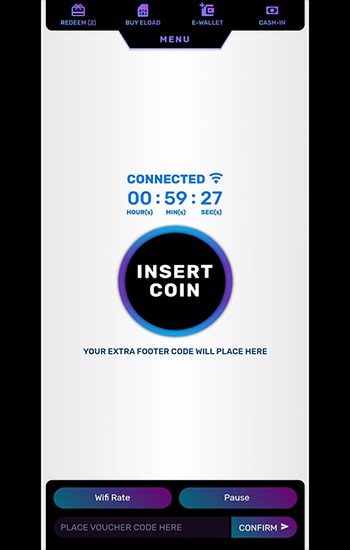 REDEEM (2) BUY ELOAD E-WALLET CASH-IN
MENU
CONNECTED
00 : 59 : 27
HOUR(s) MIN(s) SEC(s)
INSERT
COIN
YOUR EXTRA FOOTER CODE WILL PLACE HERE
Wifi Rate Pause
PLACE VOUCHER CODE HERE CONFIRM